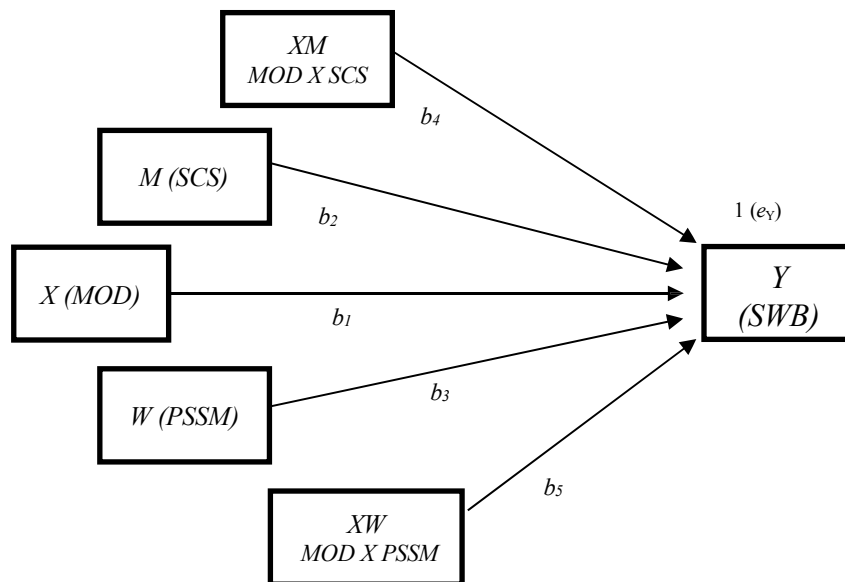 XM
MOD X SCS
b4
M (SCS)
b2
1 (eY)
X (MOD)
b1
Y
(SWB)
W (PSSM)
b3
XW
MOD X PSSM
b5